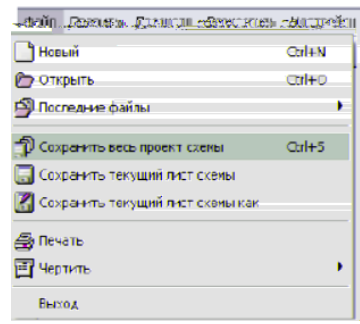 Новый Ctrl+N
Открыть Ctrl+O
Последние файлы
Сохранить весь проект схемы Ctrl+S
Сохранить текущий лист схемы
Сохранить текущий лист схемы как
Печать
Чертить
Выход